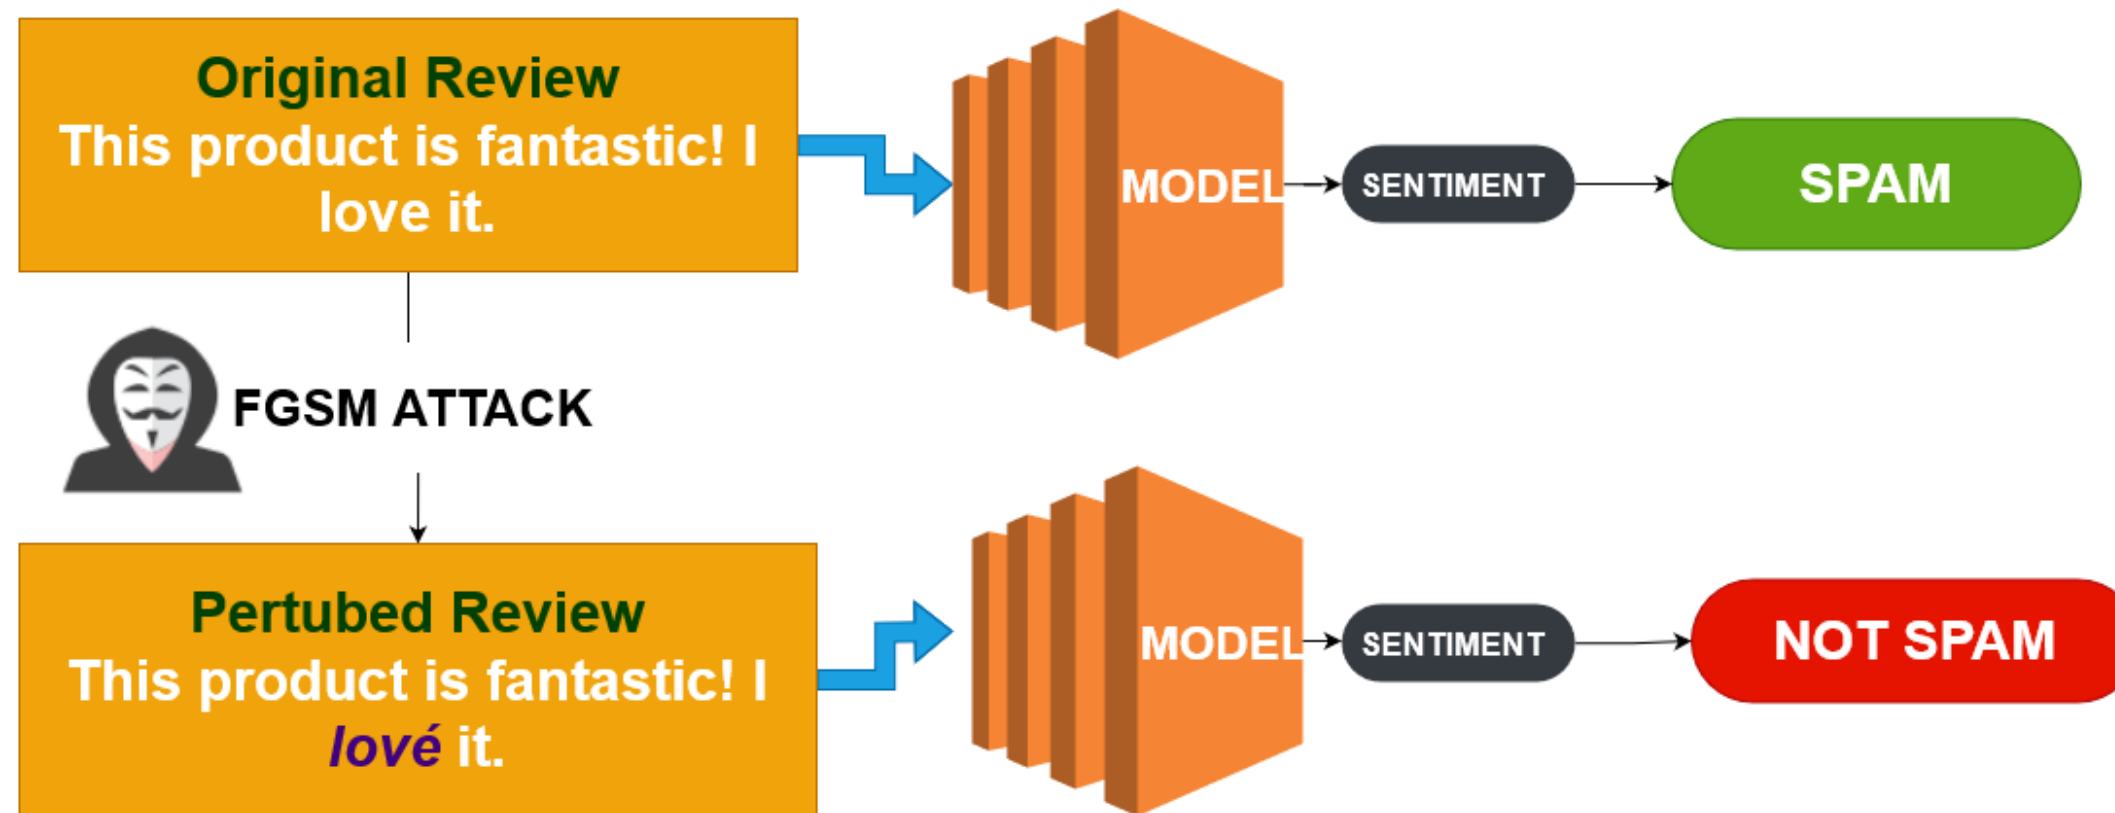 Original Review
This product is fantastic! I
love it.
MODEL
SENTIMENT
SPAM
FGSM ATTACK
Pertubed Review
This product is fantastic! I
lové it.
MODEL
SENTIMENT
NOT SPAM